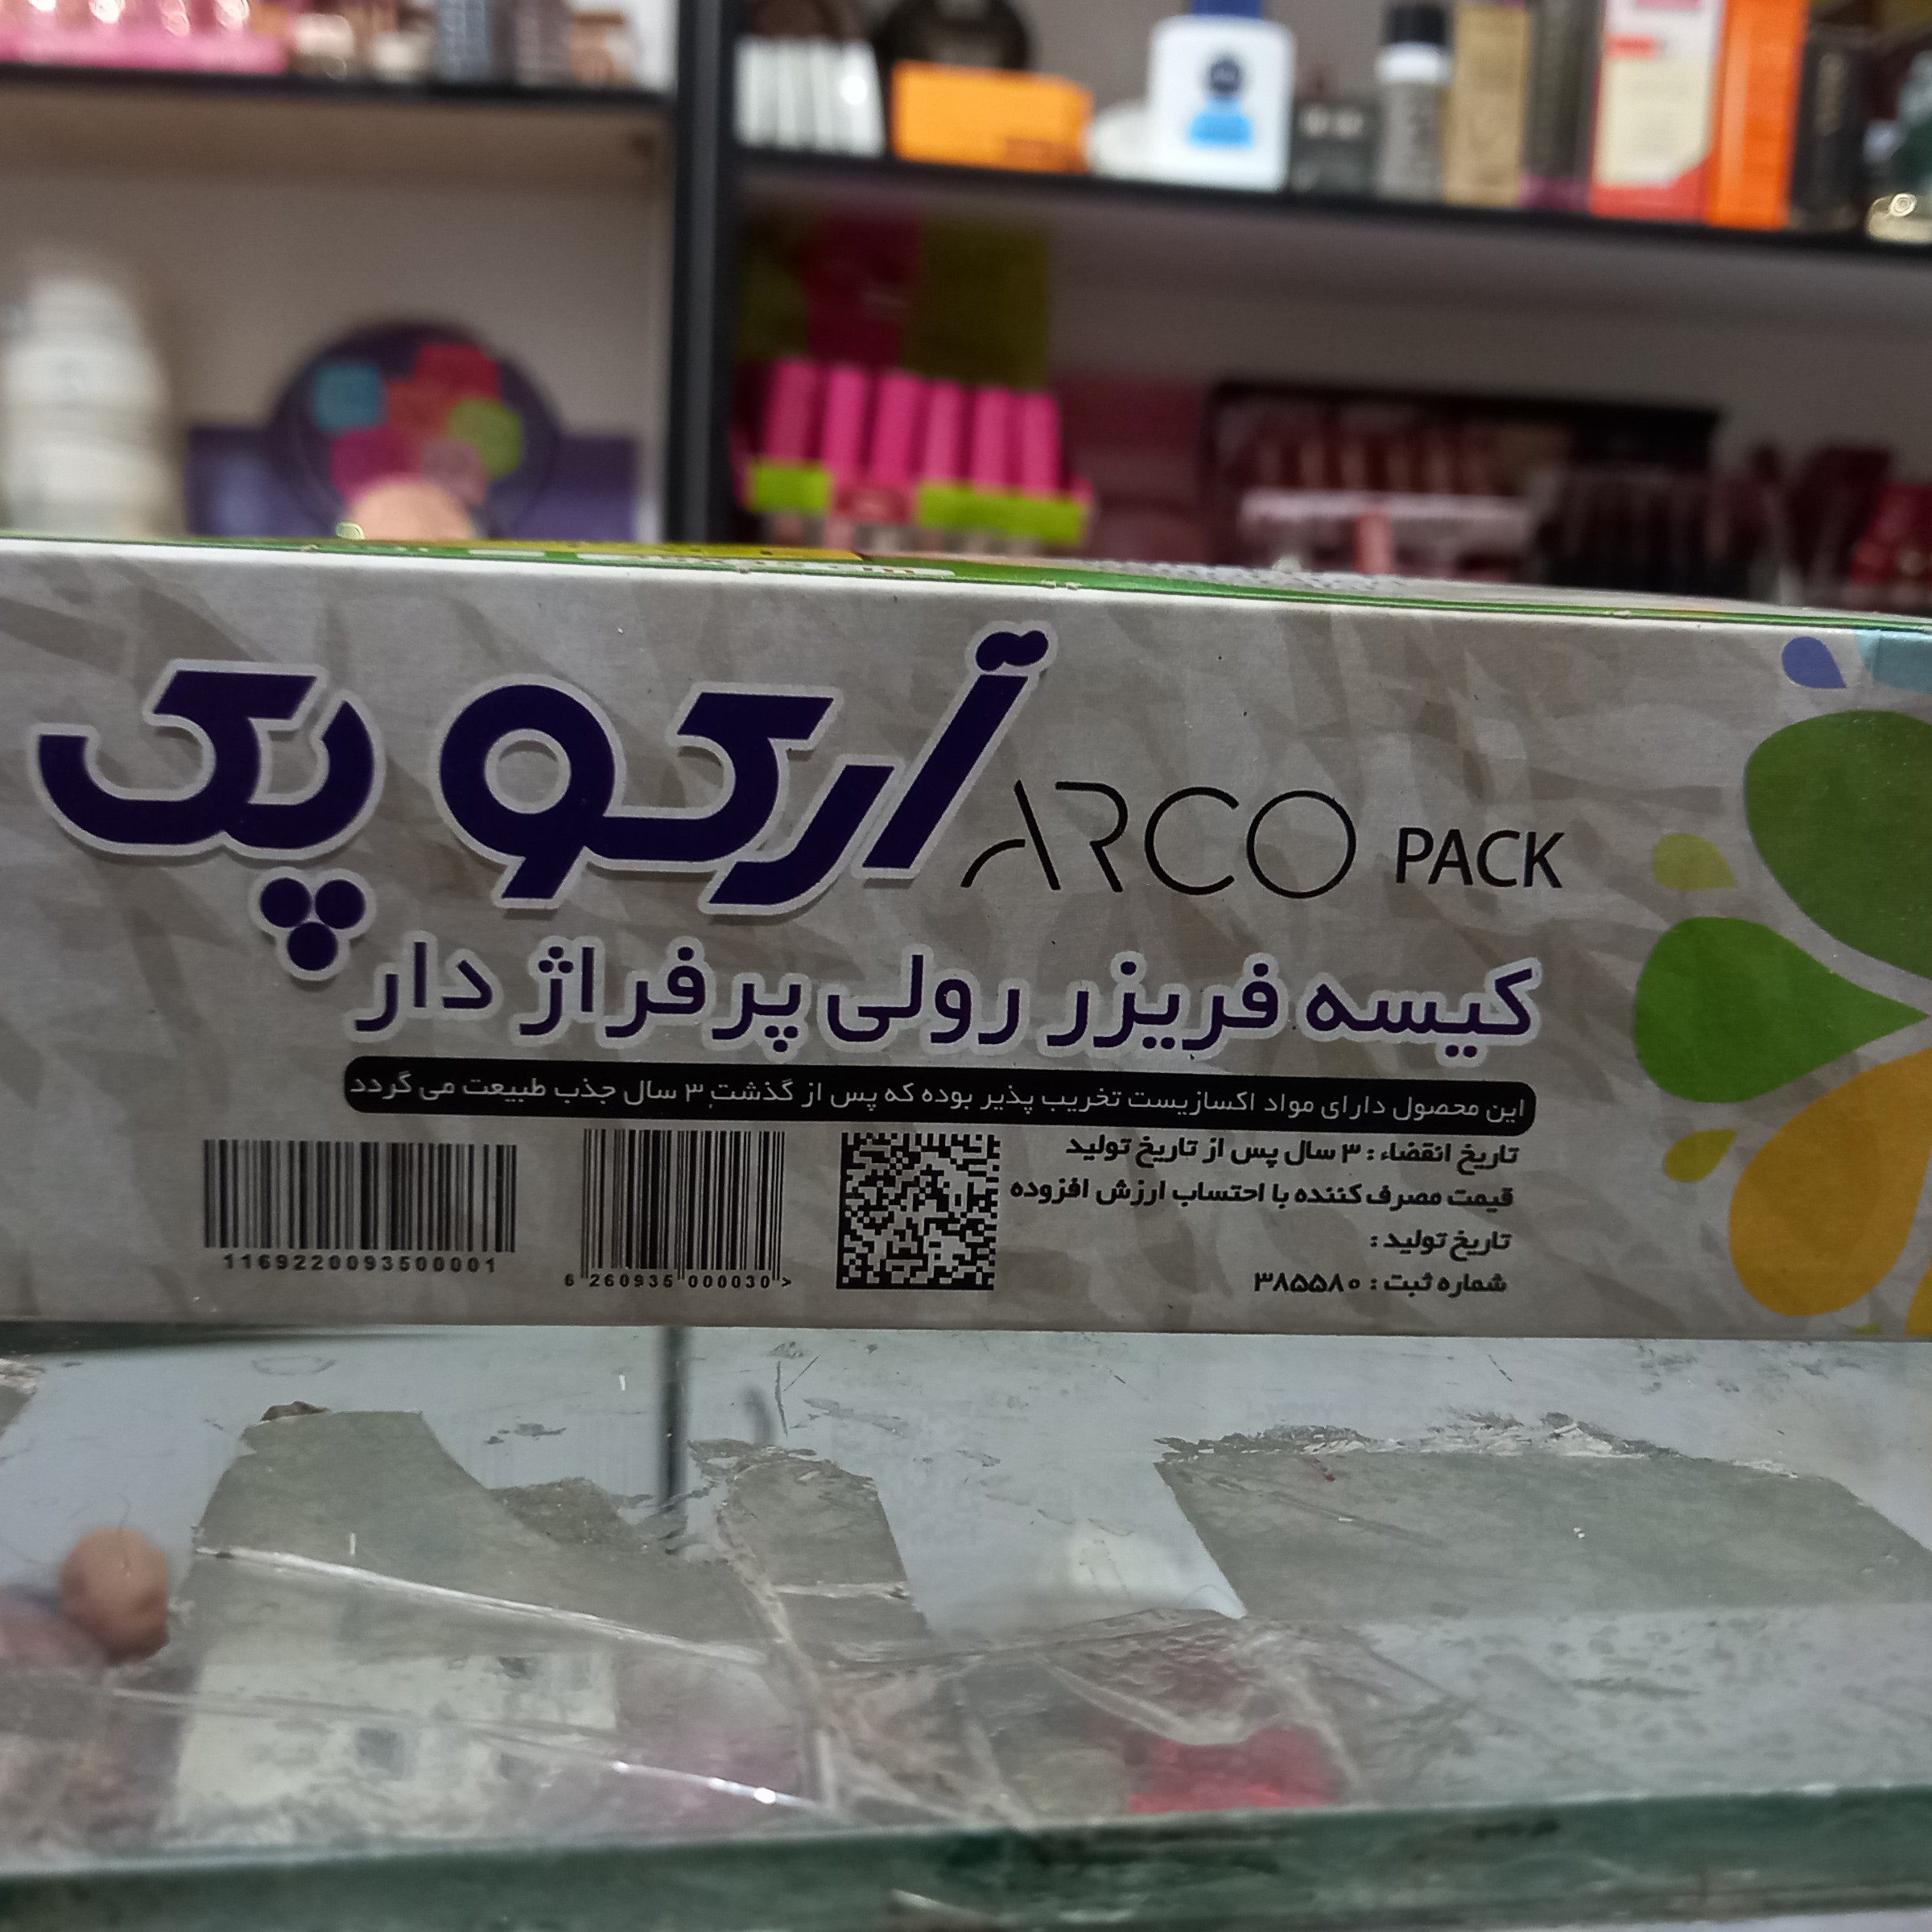 آرکو پک ARCO PACK
کیسه فریزر رولی پرفراژ دار
این محصول دارای مواد اکسازیست تخریب پذیر بوده که پس از گذشت ۳ سال جذب طبیعت می گردد
تاریخ انقضاء : ۳ سال پس از تاریخ تولید
قیمت مصرف کننده با احتساب ارزش افزوده
تاریخ تولید :
شماره ثبت : ۳۸۵۵۸۰
6 260935 000030 >
1169220093500001